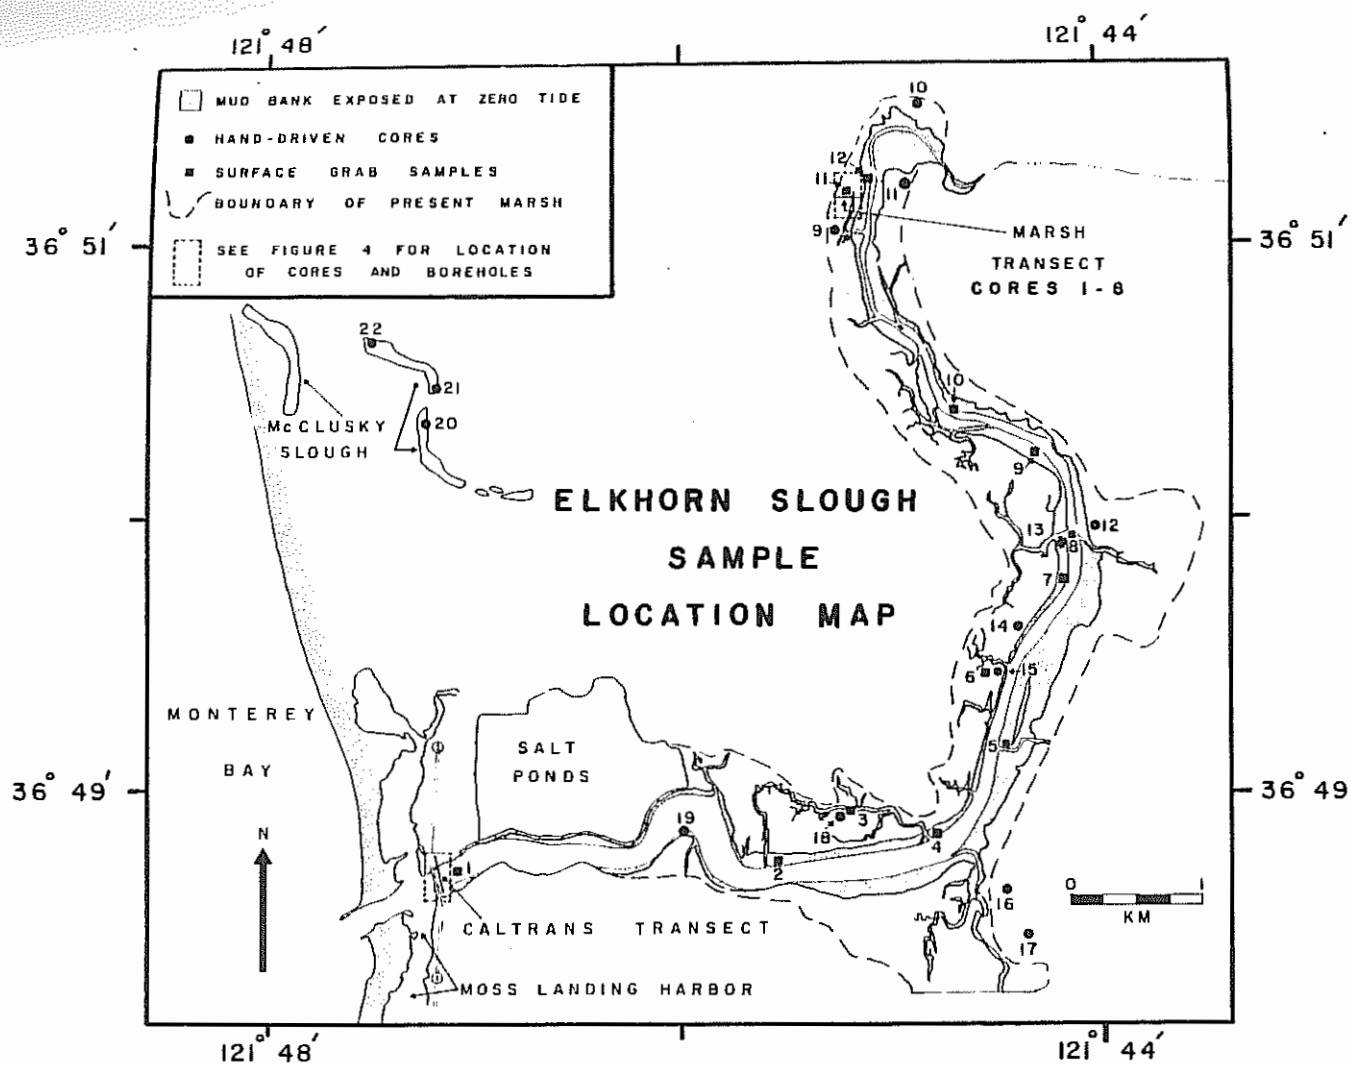 121° 48′
121° 44′
MUD BANK EXPOSED AT ZERO TIDE
HAND-DRIVEN CORES
SURFACE GRAB SAMPLES
BOUNDARY OF PRESENT MARSH
SEE FIGURE 4 FOR LOCATION
OF CORES AND BOREHOLES
36° 51′
36° 51′
10
12
11
11
9
MARSH
TRANSECT
CORES 1-8
22
21
20
McCLUSKY
SLOUGH
10
9
ELKHORN SLOUGH
SAMPLE
LOCATION MAP
13
12
8
7
14
6
15
5
MONTEREY
BAY
SALT
PONDS
36° 49′
36° 49
N
19
18
3
4
2
1
16
17
0 1
KM
CALTRANS TRANSECT
MOSS LANDING HARBOR
121° 48′
121° 44′